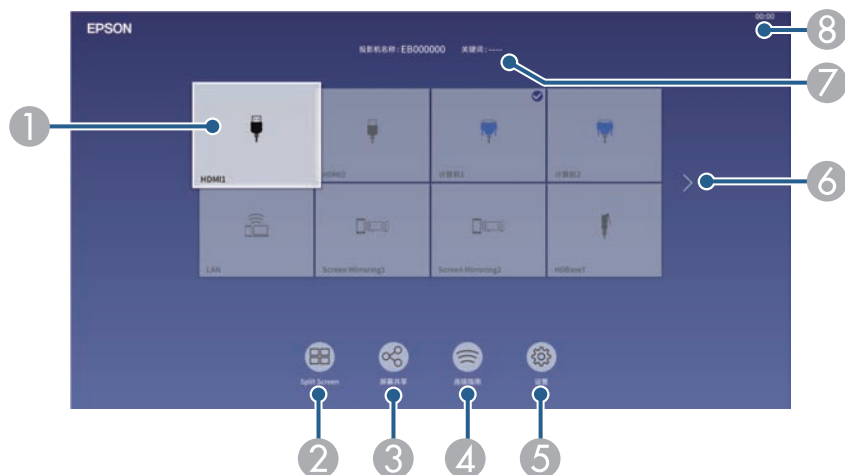 EPSON
00:00
投影机名称 : EB000000 关键词 : ----
HDMI1
HDMI2
计算机1
计算机2
LAN
Screen Mirroring1
Screen Mirroring2
HDBaseT
Split Screen
屏幕共享
连接指南
设置
1
2
3
4
5
6
7
8